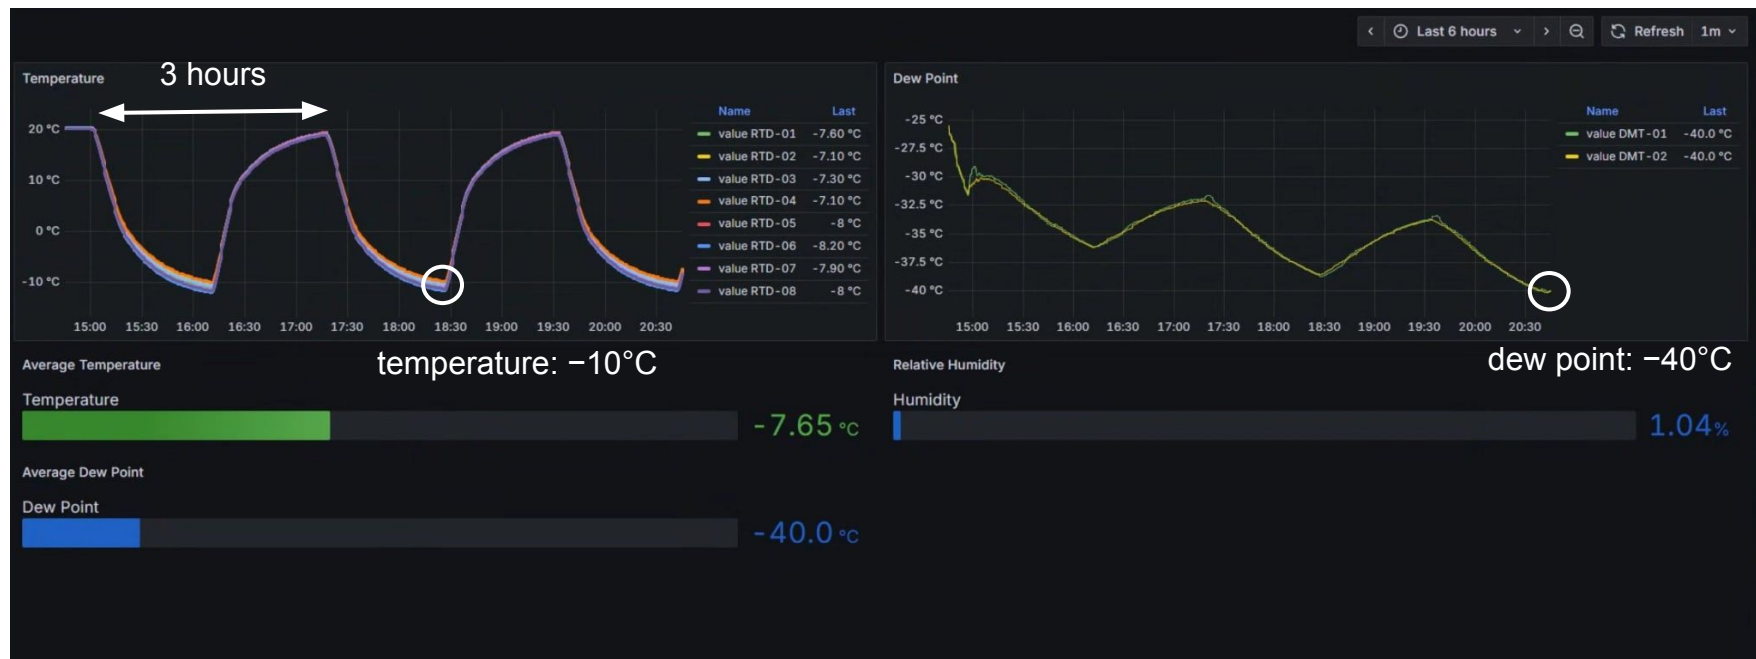 Last 6 hours
Refresh 1m
Temperature
3 hours
20 °C
10 °C
0 °C
-10 °C
15:00 15:30 16:00 16:30 17:00 17:30 18:00 18:30 19:00 19:30 20:00 20:30
Name Last
value RTD-01 -7.60 °C
value RTD-02 -7.10 °C
value RTD-03 -7.30 °C
value RTD-04 -7.10 °C
value RTD-05 -8 °C
value RTD-06 -8.20 °C
value RTD-07 -7.90 °C
value RTD-08 -8 °C
temperature: −10°C
Dew Point
-25 °C
-27.5 °C
-30 °C
-32.5 °C
-35 °C
-37.5 °C
-40 °C
15:00 15:30 16:00 16:30 17:00 17:30 18:00 18:30 19:00 19:30 20:00 20:30
Name Last
value DMT-01 -40.0 °C
value DMT-02 -40.0 °C
dew point: −40°C
Average Temperature
Temperature
-7.65 °C
Relative Humidity
Humidity
1.04%
Average Dew Point
Dew Point
-40.0 °C